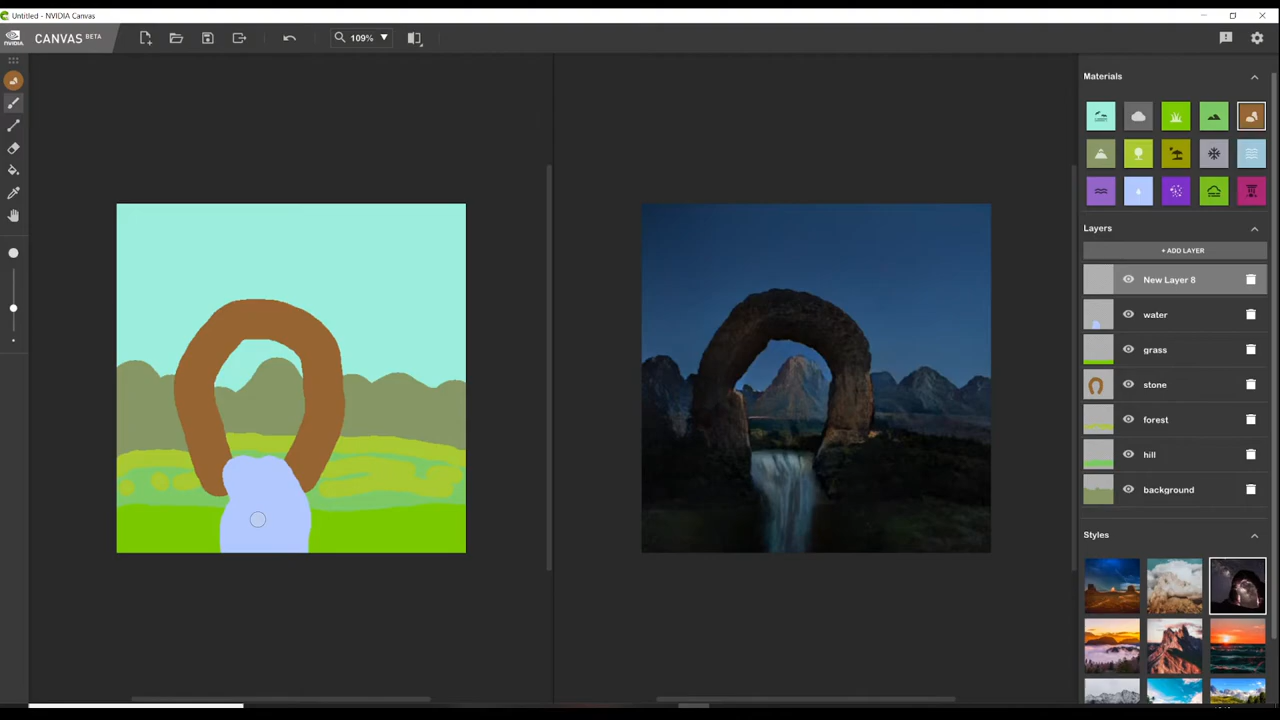 Untitled - NVIDIA Canvas
NVIDIA
CANVAS BETA
109%
Materials
Layers
+ ADD LAYER
New Layer 8
water
grass
stone
forest
hill
background
Styles